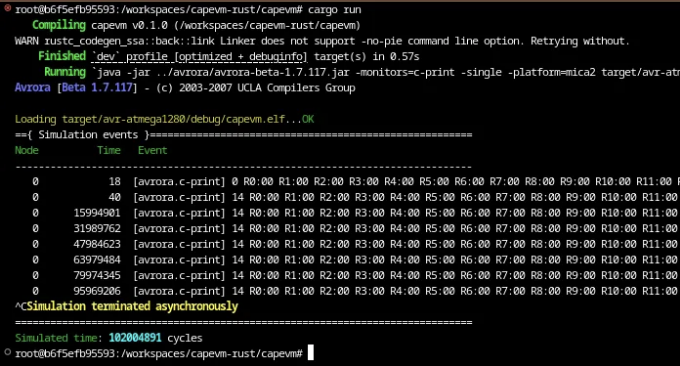 root@b6f5efb95593:/workspaces/capevm-rust/capevm# cargo run
Compiling capevm v0.1.0 (/workspaces/capevm-rust/capevm)
WARN rustc_codegen_ssa::back::link Linker does not support -no-pie command line option. Retrying without.
Finished `dev` profile [optimized + debuginfo] target(s) in 0.57s
Running `java -jar ../avrora/avrora-beta-1.7.117.jar -monitors=c-print -single -platform=mica2 target/avr-atm
Avrora [Beta 1.7.117] - (c) 2003-2007 UCLA Compilers Group
Loading target/avr-atmega1280/debug/capevm.elf...OK
=={ Simulation events }=======================================================
Node Time Event
------------------------------------------------------------------------------
0 18 [avrora.c-print] 0 R0:00 R1:00 R2:00 R3:00 R4:00 R5:00 R6:00 R7:00 R8:00 R9:00 R10:00 R11:00 R
0 40 [avrora.c-print] 14 R0:00 R1:00 R2:00 R3:00 R4:00 R5:00 R6:00 R7:00 R8:00 R9:00 R10:00 R11:00
0 15994901 [avrora.c-print] 14 R0:00 R1:00 R2:00 R3:00 R4:00 R5:00 R6:00 R7:00 R8:00 R9:00 R10:00 R11:00
0 31989762 [avrora.c-print] 14 R0:00 R1:00 R2:00 R3:00 R4:00 R5:00 R6:00 R7:00 R8:00 R9:00 R10:00 R11:00
0 47984623 [avrora.c-print] 14 R0:00 R1:00 R2:00 R3:00 R4:00 R5:00 R6:00 R7:00 R8:00 R9:00 R10:00 R11:00
0 63979484 [avrora.c-print] 14 R0:00 R1:00 R2:00 R3:00 R4:00 R5:00 R6:00 R7:00 R8:00 R9:00 R10:00 R11:00
0 79974345 [avrora.c-print] 14 R0:00 R1:00 R2:00 R3:00 R4:00 R5:00 R6:00 R7:00 R8:00 R9:00 R10:00 R11:00
0 95969206 [avrora.c-print] 14 R0:00 R1:00 R2:00 R3:00 R4:00 R5:00 R6:00 R7:00 R8:00 R9:00 R10:00 R11:00
^CSimulation terminated asynchronously
==============================================================================
Simulated time: 102004891 cycles
root@b6f5efb95593:/workspaces/capevm-rust/capevm#